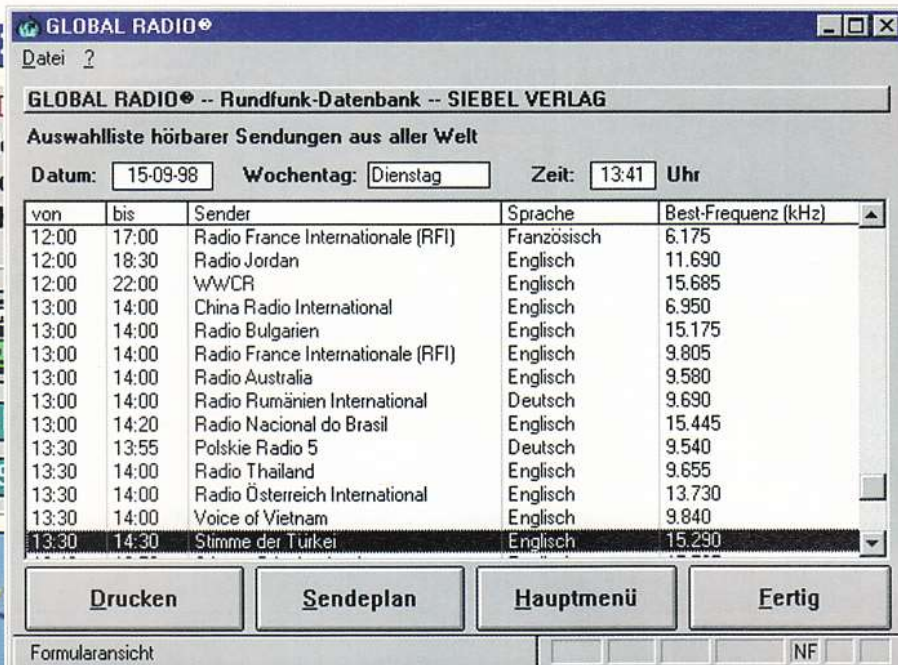 GLOBAL RADIO®
Datei ?
GLOBAL RADIO® -- Rundfunk-Datenbank -- SIEBEL VERLAG
Auswahlliste hörbarer Sendungen aus aller Welt
Datum: 15-09-98 Wochentag: Dienstag Zeit: 13:41 Uhr
von bis Sender Sprache Best-Frequenz (kHz)
12:00 17:00 Radio France Internationale (RFI) Französisch 6.175
12:00 18:30 Radio Jordan Englisch 11.690
12:00 22:00 WWCR Englisch 15.685
13:00 14:00 China Radio International Englisch 6.950
13:00 14:00 Radio Bulgarien Englisch 15.175
13:00 14:00 Radio France Internationale (RFI) Englisch 9.805
13:00 14:00 Radio Australia Englisch 9.580
13:00 14:00 Radio Rumänien International Deutsch 9.690
13:00 14:20 Radio Nacional do Brasil Englisch 15.445
13:30 13:55 Polskie Radio 5 Deutsch 9.540
13:30 14:00 Radio Thailand Englisch 9.655
13:30 14:00 Radio Österreich International Englisch 13.730
13:30 14:00 Voice of Vietnam Englisch 9.840
13:30 14:30 Stimme der Türkei Englisch 15.290
Drucken Sendeplan Hauptmenü Fertig
Formularansicht NF